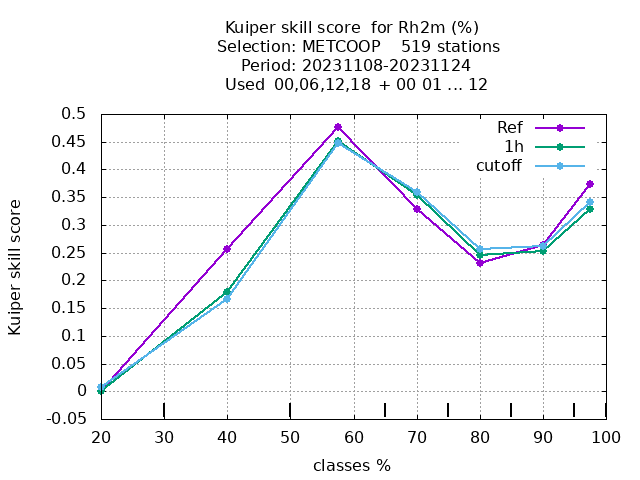 Kuiper skill score  for Rh2m (%)
Selection: METCOOP    519 stations
Period: 20231108-20231124
Used  00,06,12,18 + 00 01 ... 12
Ref
1h
cutoff
0.5
0.45
0.4
0.35
0.3
0.25
0.2
0.15
0.1
0.05
0
-0.05
Kuiper skill score
20 30 40 50 60 70 80 90 100
classes %